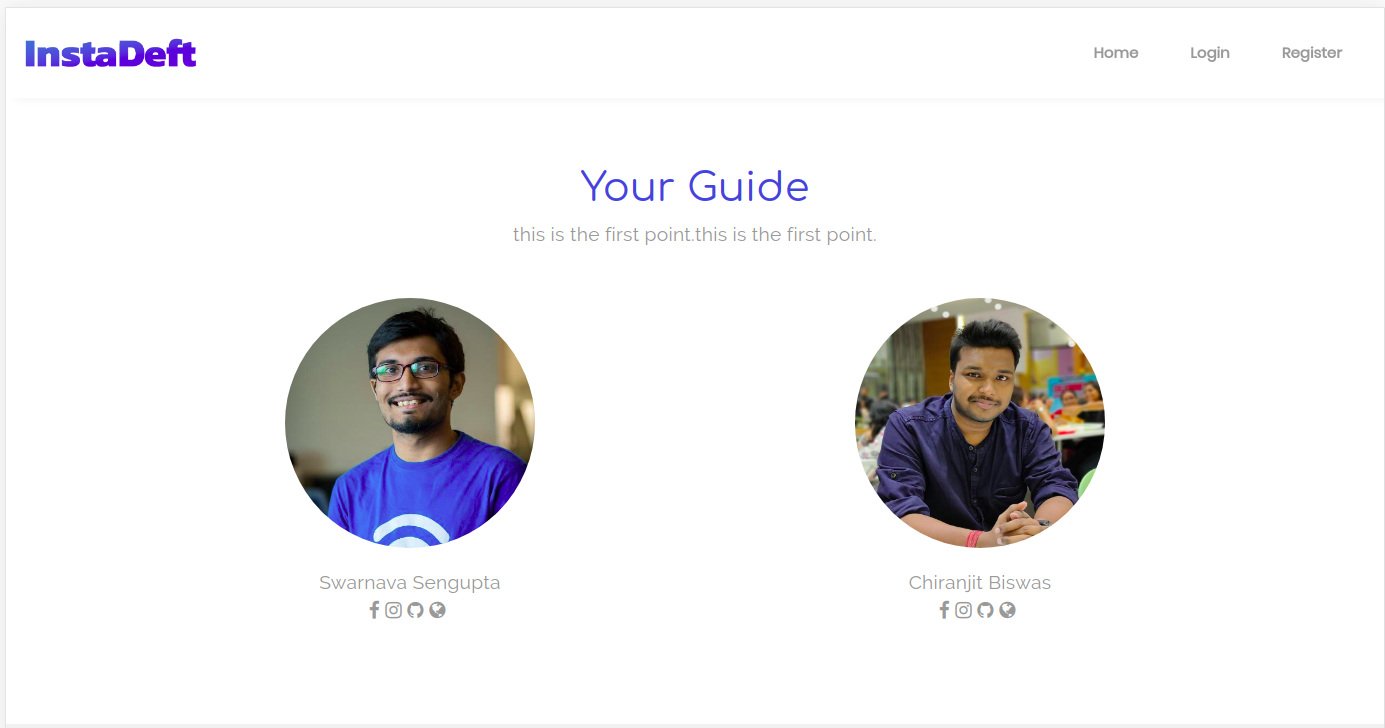 InstaDeft
Home Login Register
Your Guide
this is the first point.this is the first point.
Swarnava Sengupta
Chiranjit Biswas